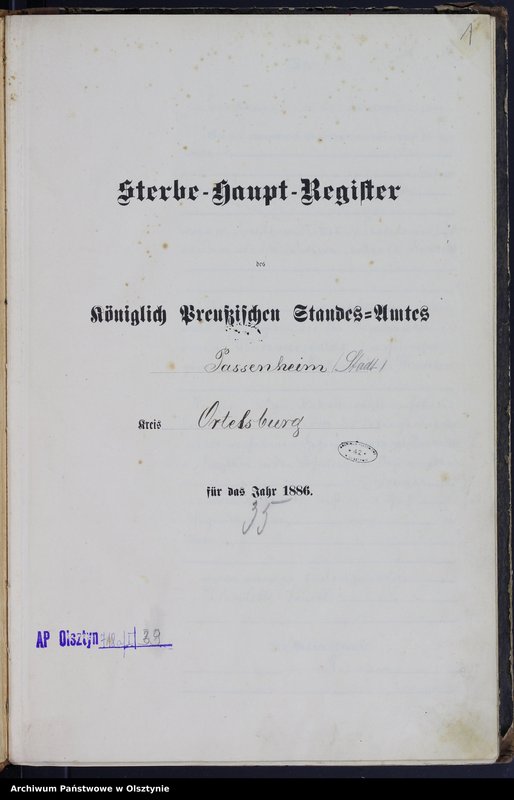 1
Sterbe-Haupt-Register
des
Königlich Preußischen Standes=Amtes
Passenheim (Stadt)
Kreis Ortelsburg
für das Jahr 1886.
35
AP Olsztyn
Archiwum Państwowe w Olsztynie